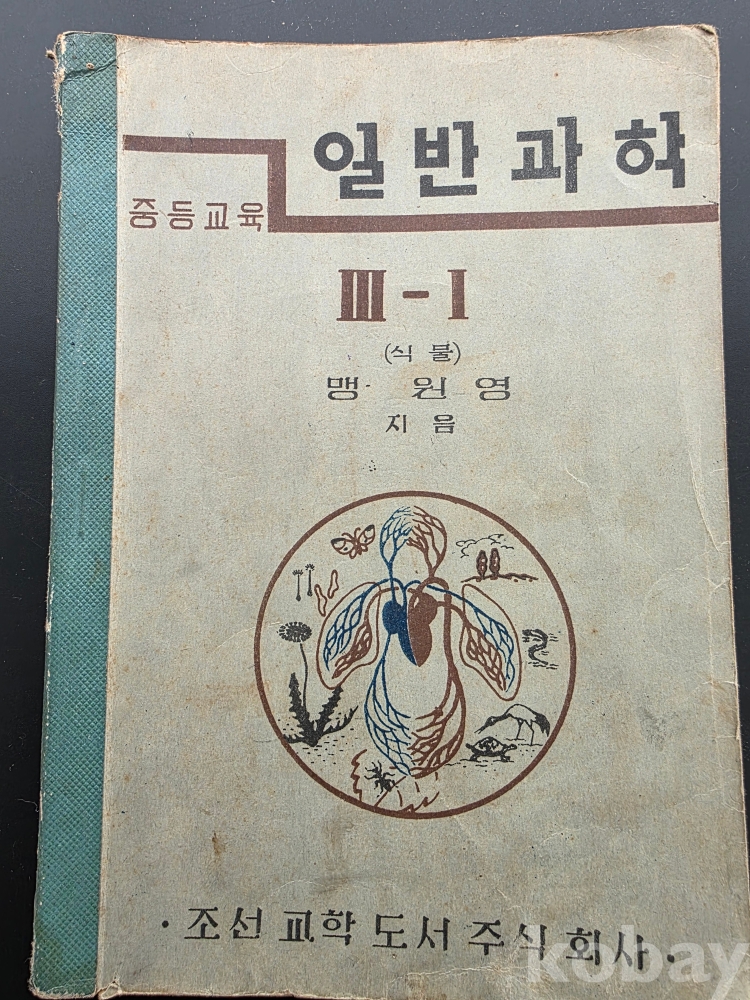 일반과학
중등교육
III-I
(식물)
맹 원영
지음
· 조선 교학 도서 주식 회사 ·
kobay